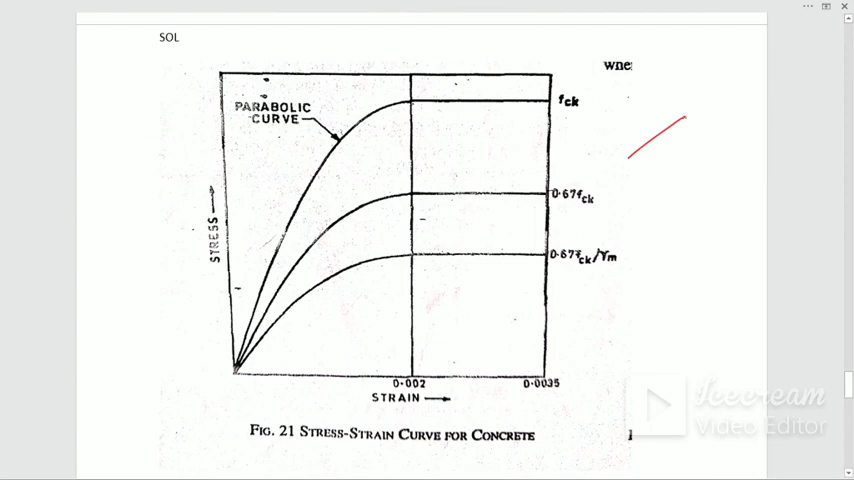 SOL
wne
PARABOLIC
CURVE
fck
0.67fck
STRESS
0.67fck/γm
0.002
0.0035
STRAIN
FIG. 21 STRESS-STRAIN CURVE FOR CONCRETE
Icecream
Video Editor